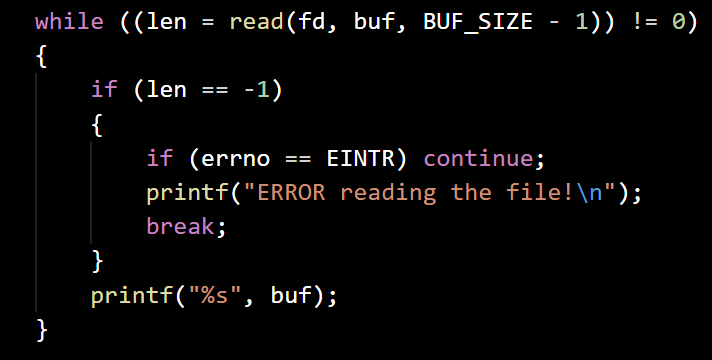 while ((len = read(fd, buf, BUF_SIZE - 1)) != 0)
{
    if (len == -1)
    {
        if (errno == EINTR) continue;
        printf("ERROR reading the file!\n");
        break;
    }
    printf("%s", buf);
}